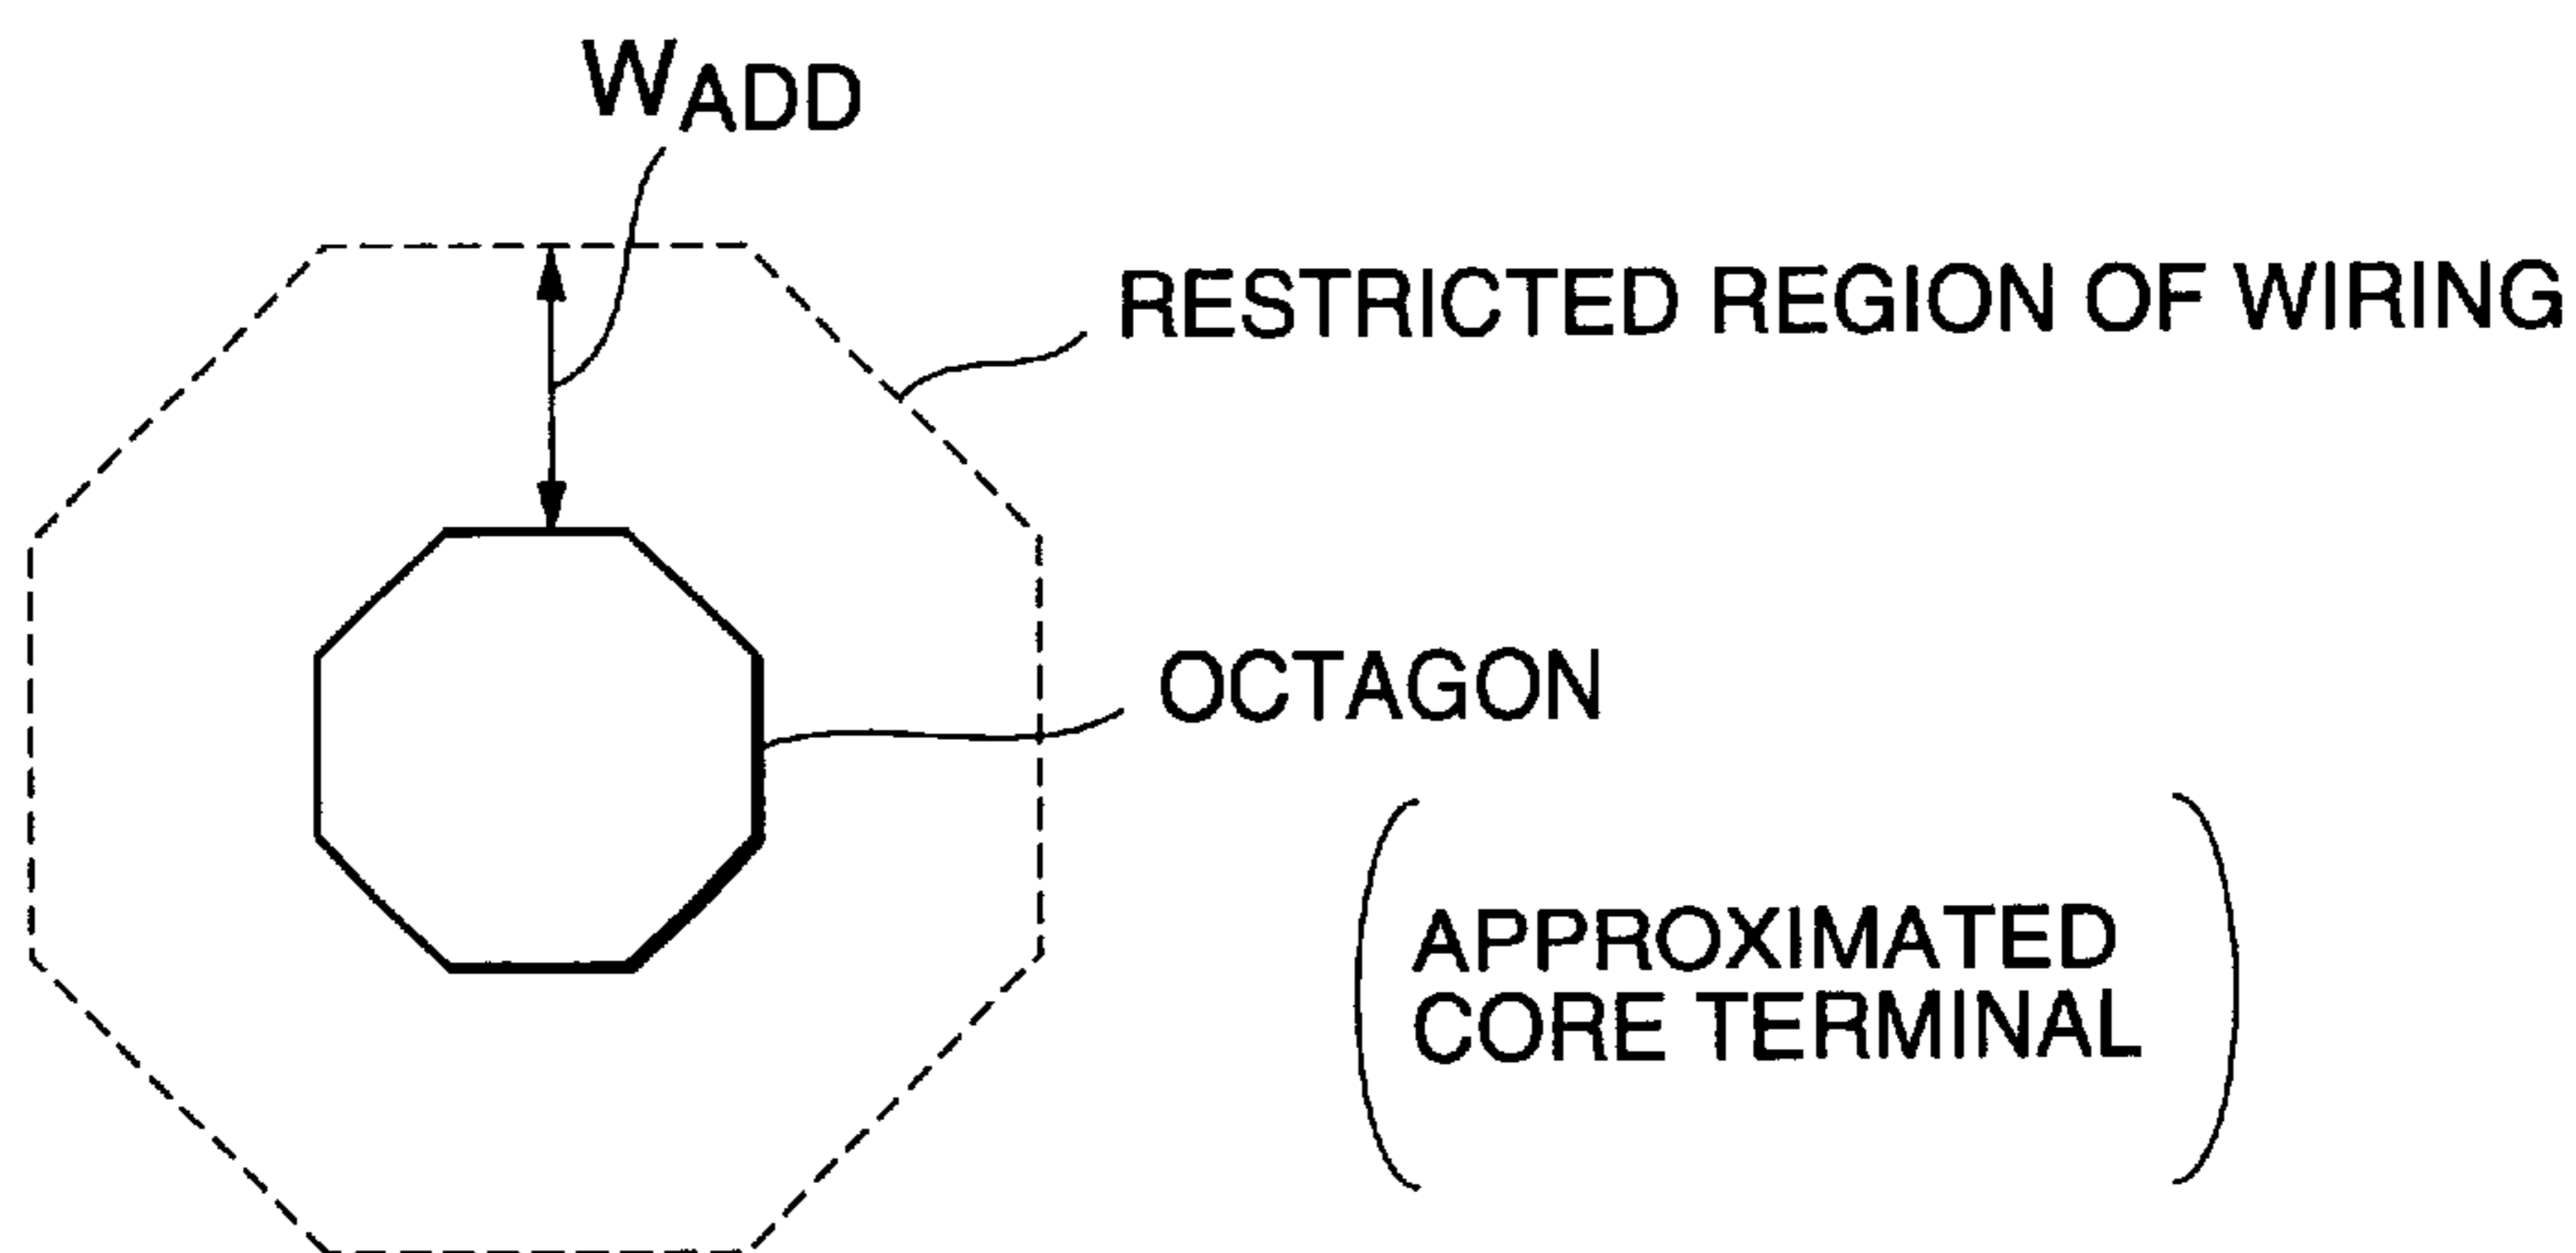 WADD
RESTRICTED REGION OF WIRING
OCTAGON
APPROXIMATED
CORE TERMINAL